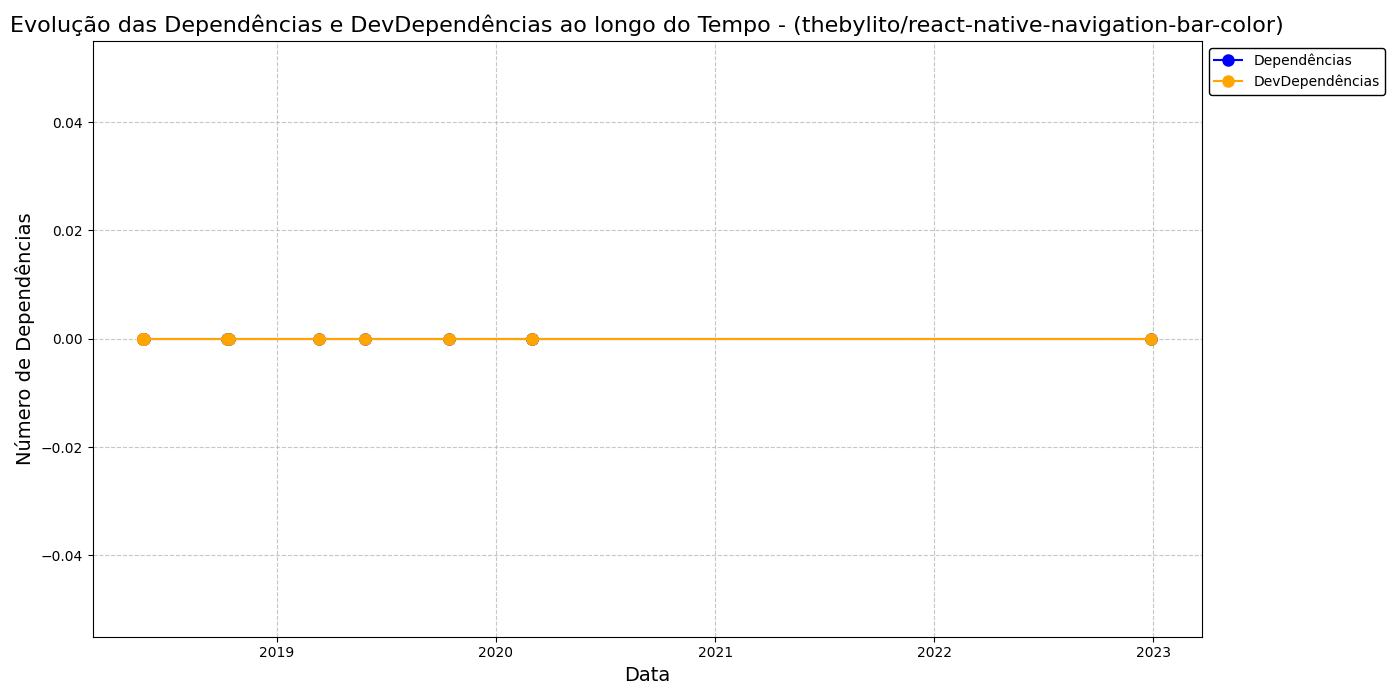 Evolução das Dependências e DevDependências ao longo do Tempo - (thebylito/react-native-navigation-bar-color)
Dependências
DevDependências
Número de Dependências
0.04
0.02
0.00
−0.02
−0.04
2019
2020
2021
2022
2023
Data